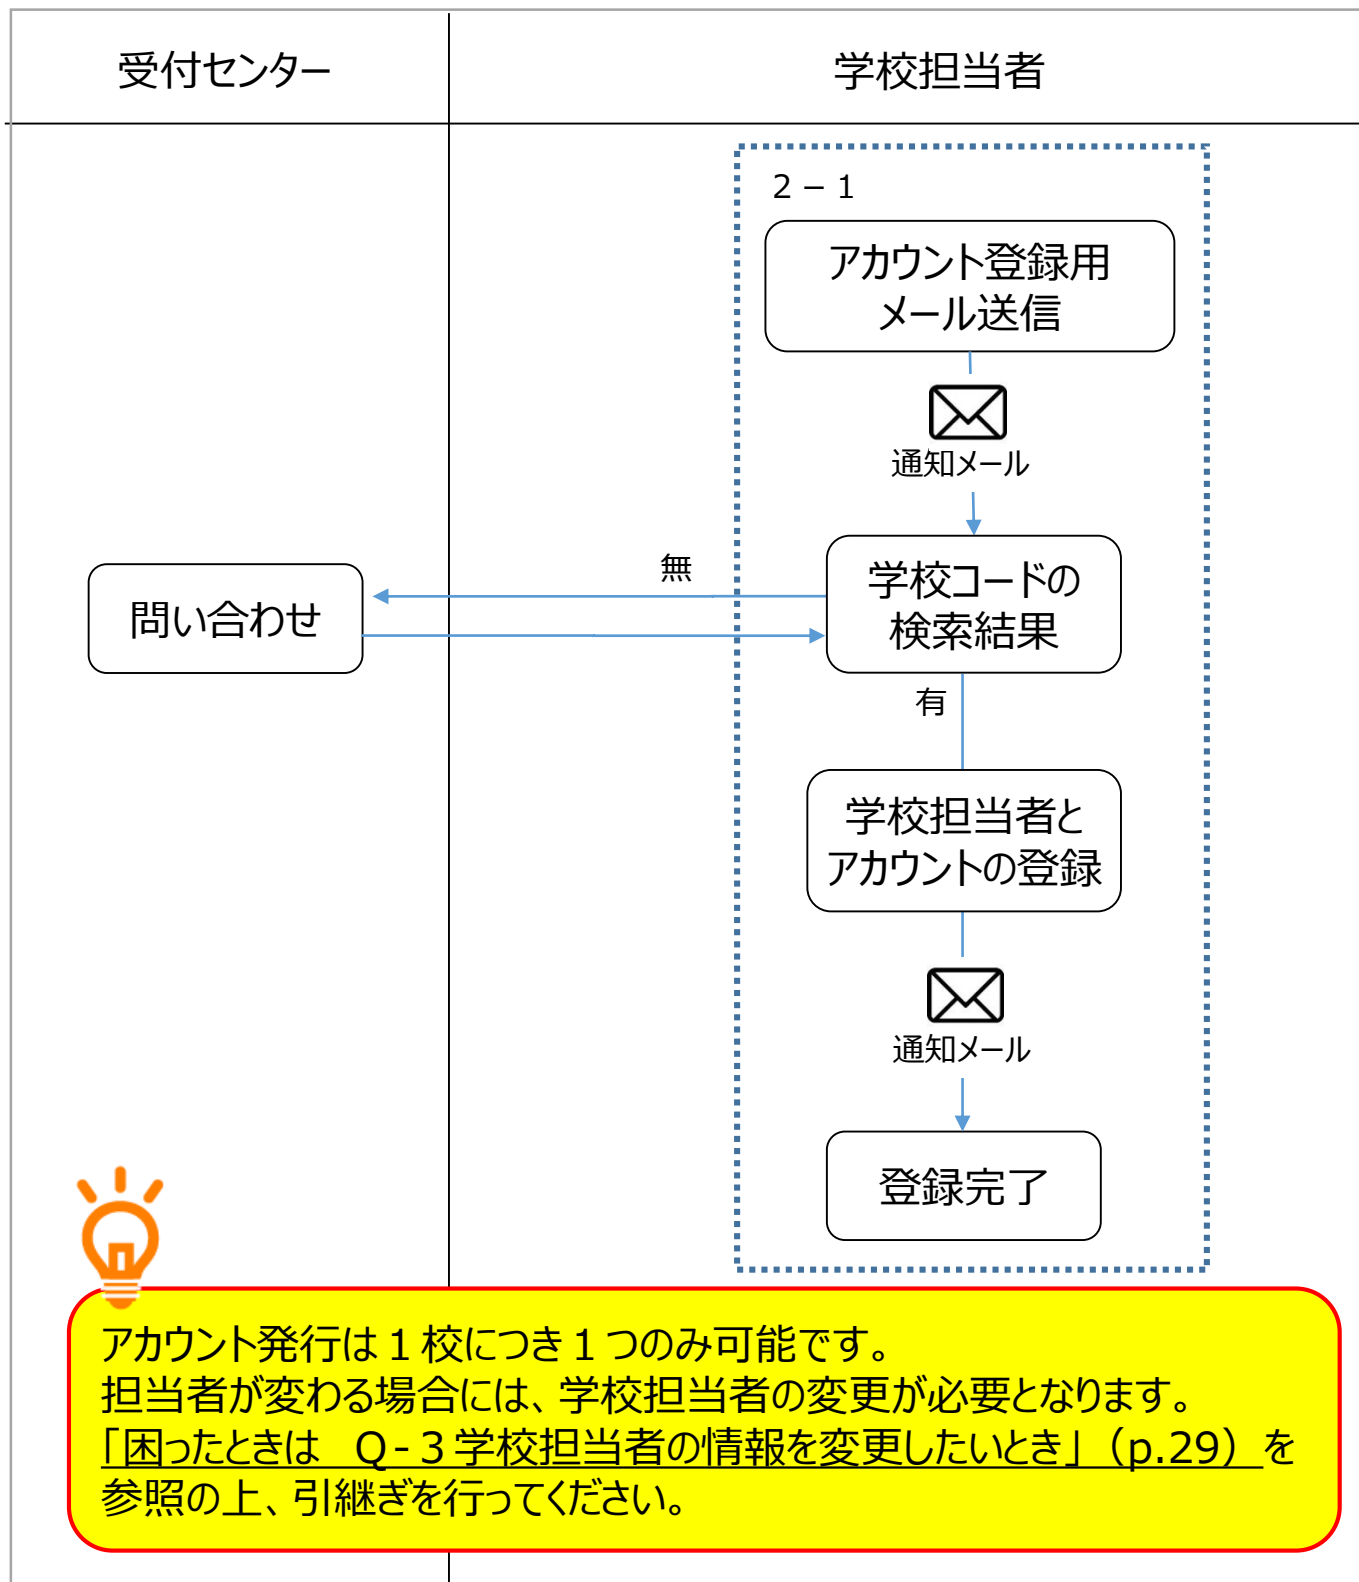 受付センター
学校担当者
２－１
アカウント登録用
メール送信
通知メール
無
学校コードの
検索結果
問い合わせ
有
学校担当者と
アカウントの登録
通知メール
登録完了
アカウント発行は１校につき１つのみ可能です。
担当者が変わる場合には、学校担当者の変更が必要となります。
「困ったときは　Ｑ-３学校担当者の情報を変更したいとき」（p.29）を
参照の上、引継ぎを行ってください。